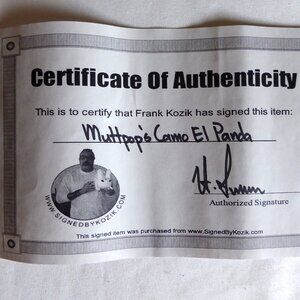 Certificate Of Authenticity
This is to certify that Frank Kozik has signed this item:
Muttpop's Camo El Panda
Authorized Signature
WWW.SIGNEDBYKOZIK.COM
This signed item was purchased from www.SignedByKozik.com